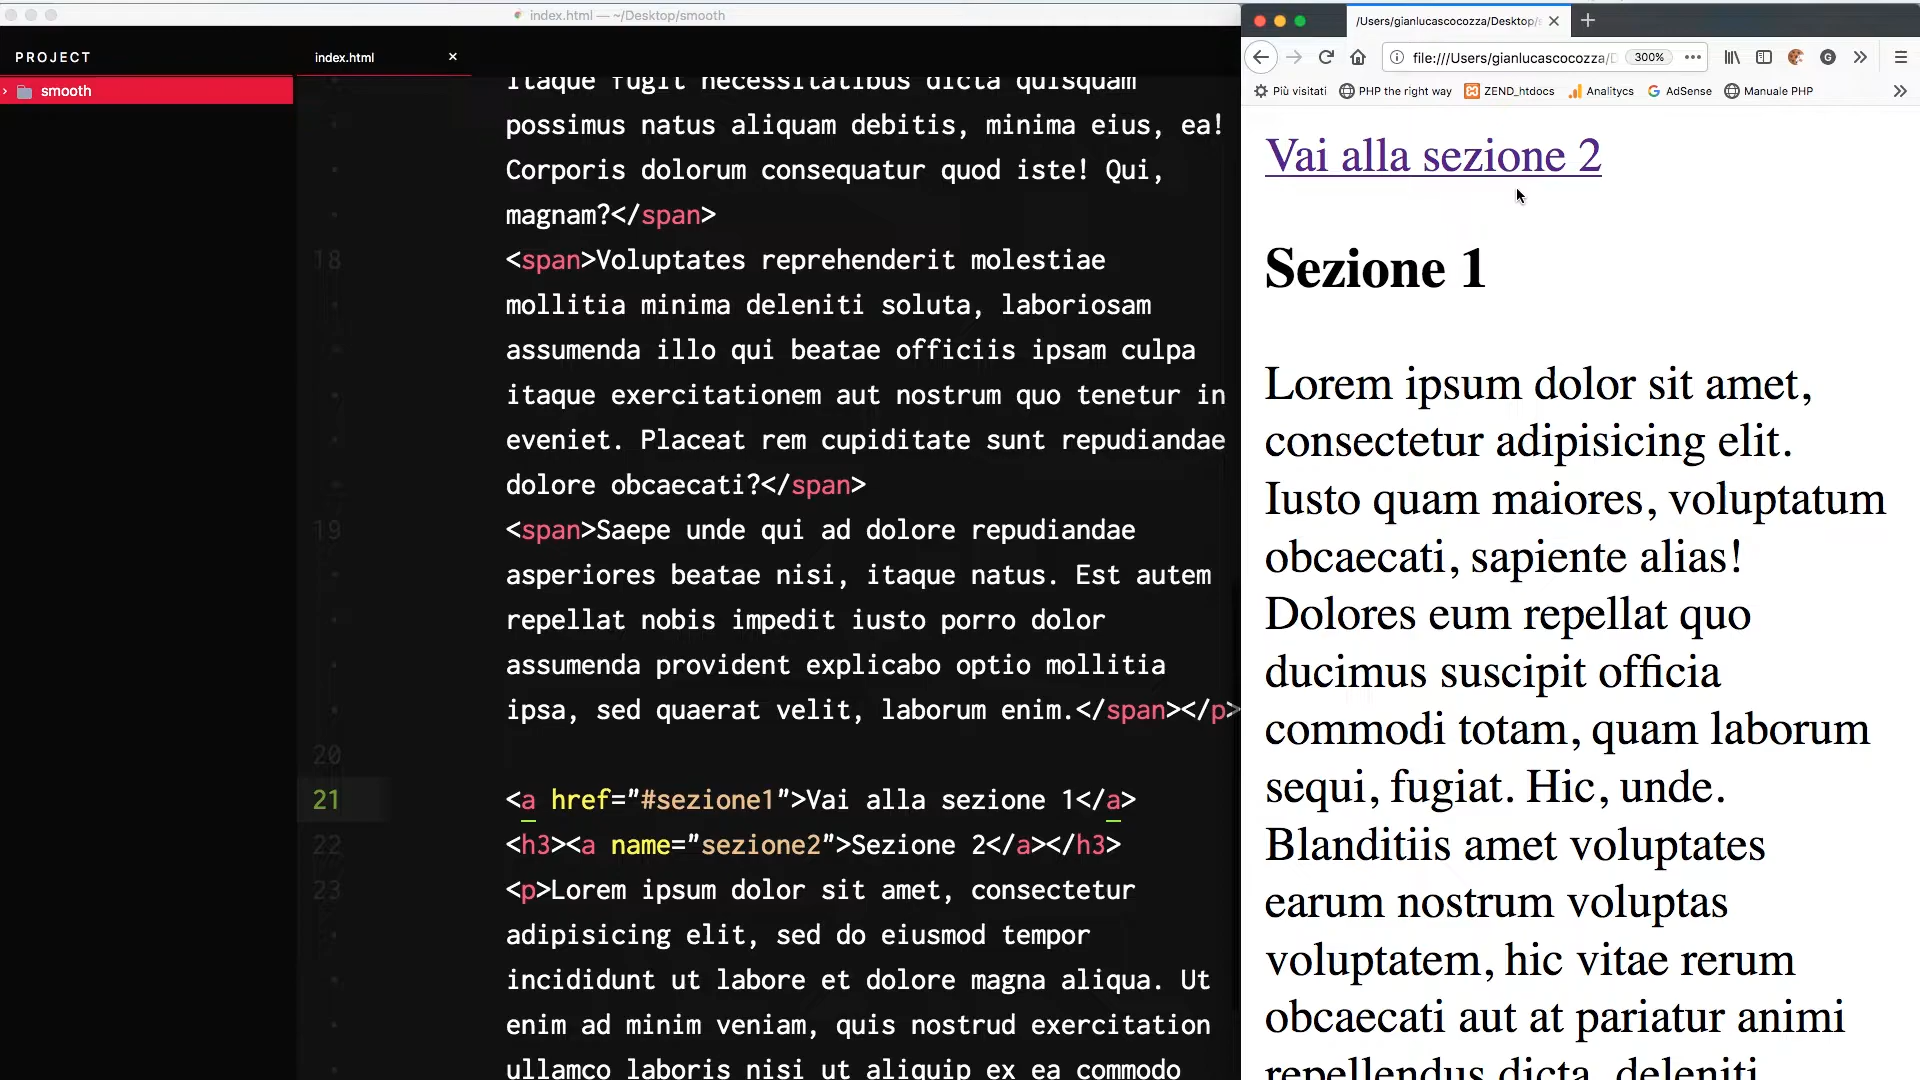 index.html — ~/Desktop/smooth
PROJECT
smooth
index.html
Itaque fugit necessitatibus dicta quisquam
possimus natus aliquam debitis, minima eius, ea!
Corporis dolorum consequatur quod iste! Qui,
magnam?</span>
18 <span>Voluptates reprehenderit molestiae
mollitia minima deleniti soluta, laboriosam
assumenda illo qui beatae officiis ipsam culpa
itaque exercitationem aut nostrum quo tenetur in
eveniet. Placeat rem cupiditate sunt repudiandae
dolore obcaecati?</span>
19 <span>Saepe unde qui ad dolore repudiandae
asperiores beatae nisi, itaque natus. Est autem
repellat nobis impedit iusto porro dolor
assumenda provident explicabo optio mollitia
ipsa, sed quaerat velit, laborum enim.</span></p>
20
21 <a href="#sezione1">Vai alla sezione 1</a>
22 <h3><a name="sezione2">Sezione 2</a></h3>
23 <p>Lorem ipsum dolor sit amet, consectetur
adipisicing elit, sed do eiusmod tempor
incididunt ut labore et dolore magna aliqua. Ut
enim ad minim veniam, quis nostrud exercitation
ullamco laboris nisi ut aliquip ex ea commodo
/Users/gianlucascocozza/Desktop/s
file:///Users/gianlucascocozza/D 300%
Più visitati PHP the right way ZEND_htdocs Analitycs AdSense Manuale PHP
Vai alla sezione 2
Sezione 1
Lorem ipsum dolor sit amet,
consectetur adipisicing elit.
Iusto quam maiores, voluptatum
obcaecati, sapiente alias!
Dolores eum repellat quo
ducimus suscipit officia
commodi totam, quam laborum
sequi, fugiat. Hic, unde.
Blanditiis amet voluptates
earum nostrum voluptas
voluptatem, hic vitae rerum
obcaecati aut at pariatur animi
repellendus dicta, deleniti